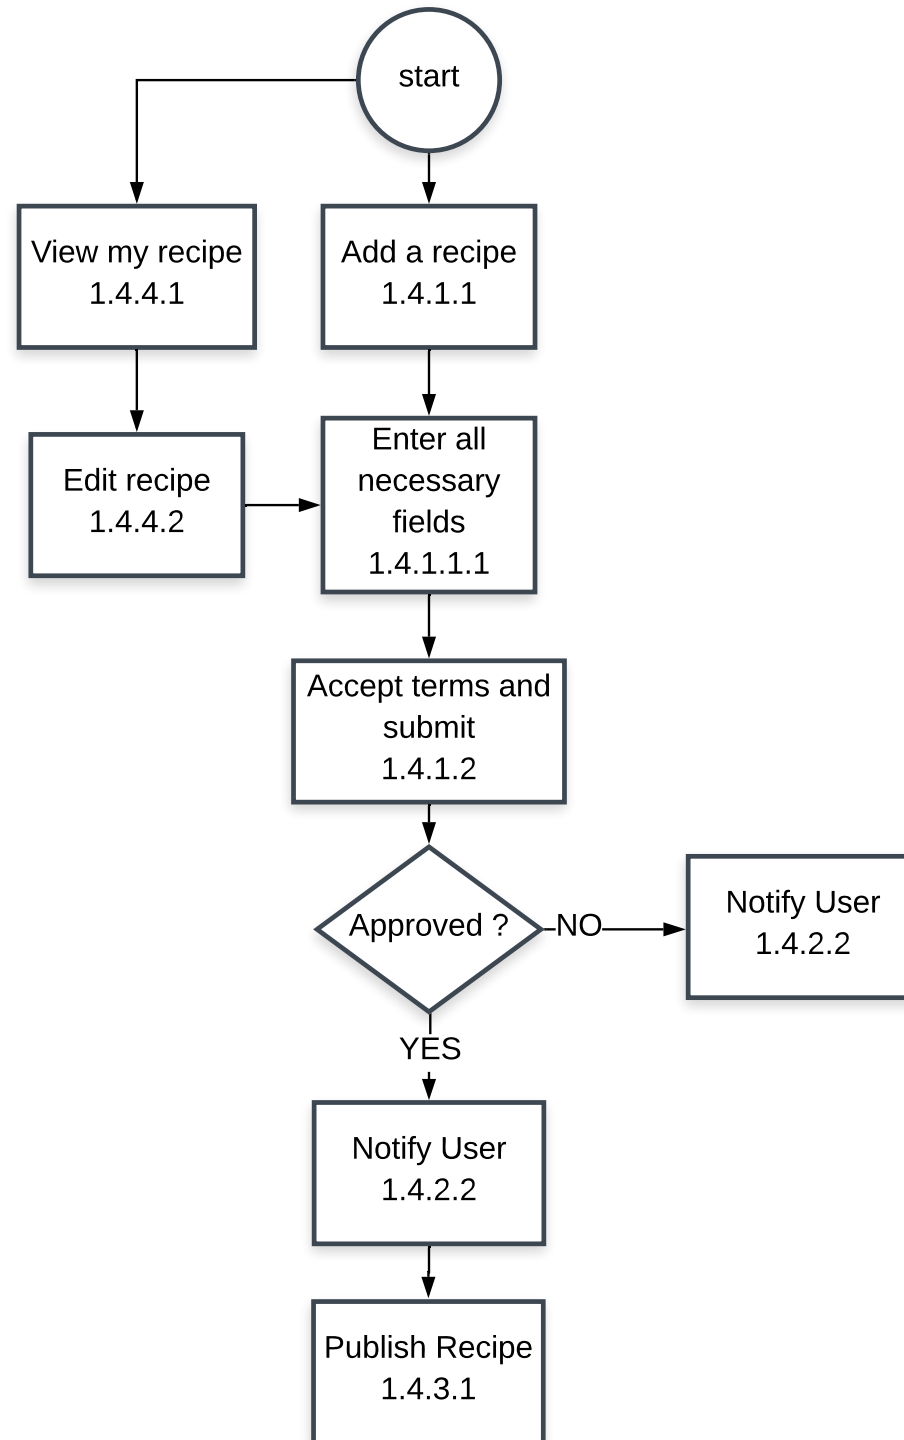 start
View my recipe
1.4.4.1
Add a recipe
1.4.1.1
Edit recipe
1.4.4.2
Enter all
necessary
fields
1.4.1.1.1
Accept terms and
submit
1.4.1.2
Approved ?
NO
Notify User
1.4.2.2
YES
Notify User
1.4.2.2
Publish Recipe
1.4.3.1